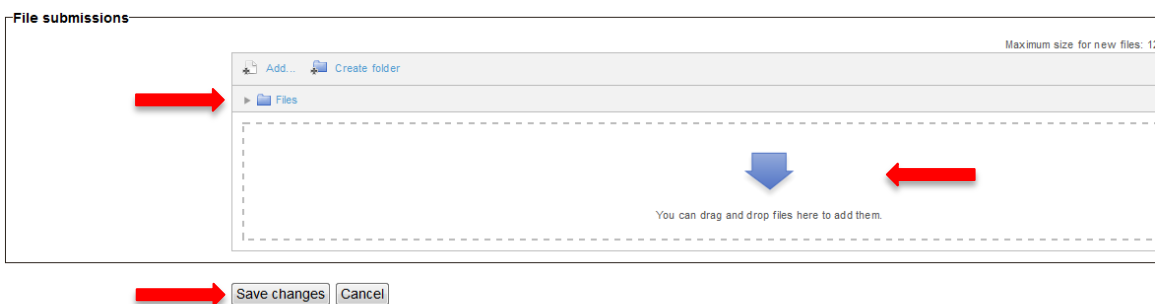 File submissions
Maximum size for new files: 12
Add... Create folder
Files
You can drag and drop files here to add them.
Save changes Cancel